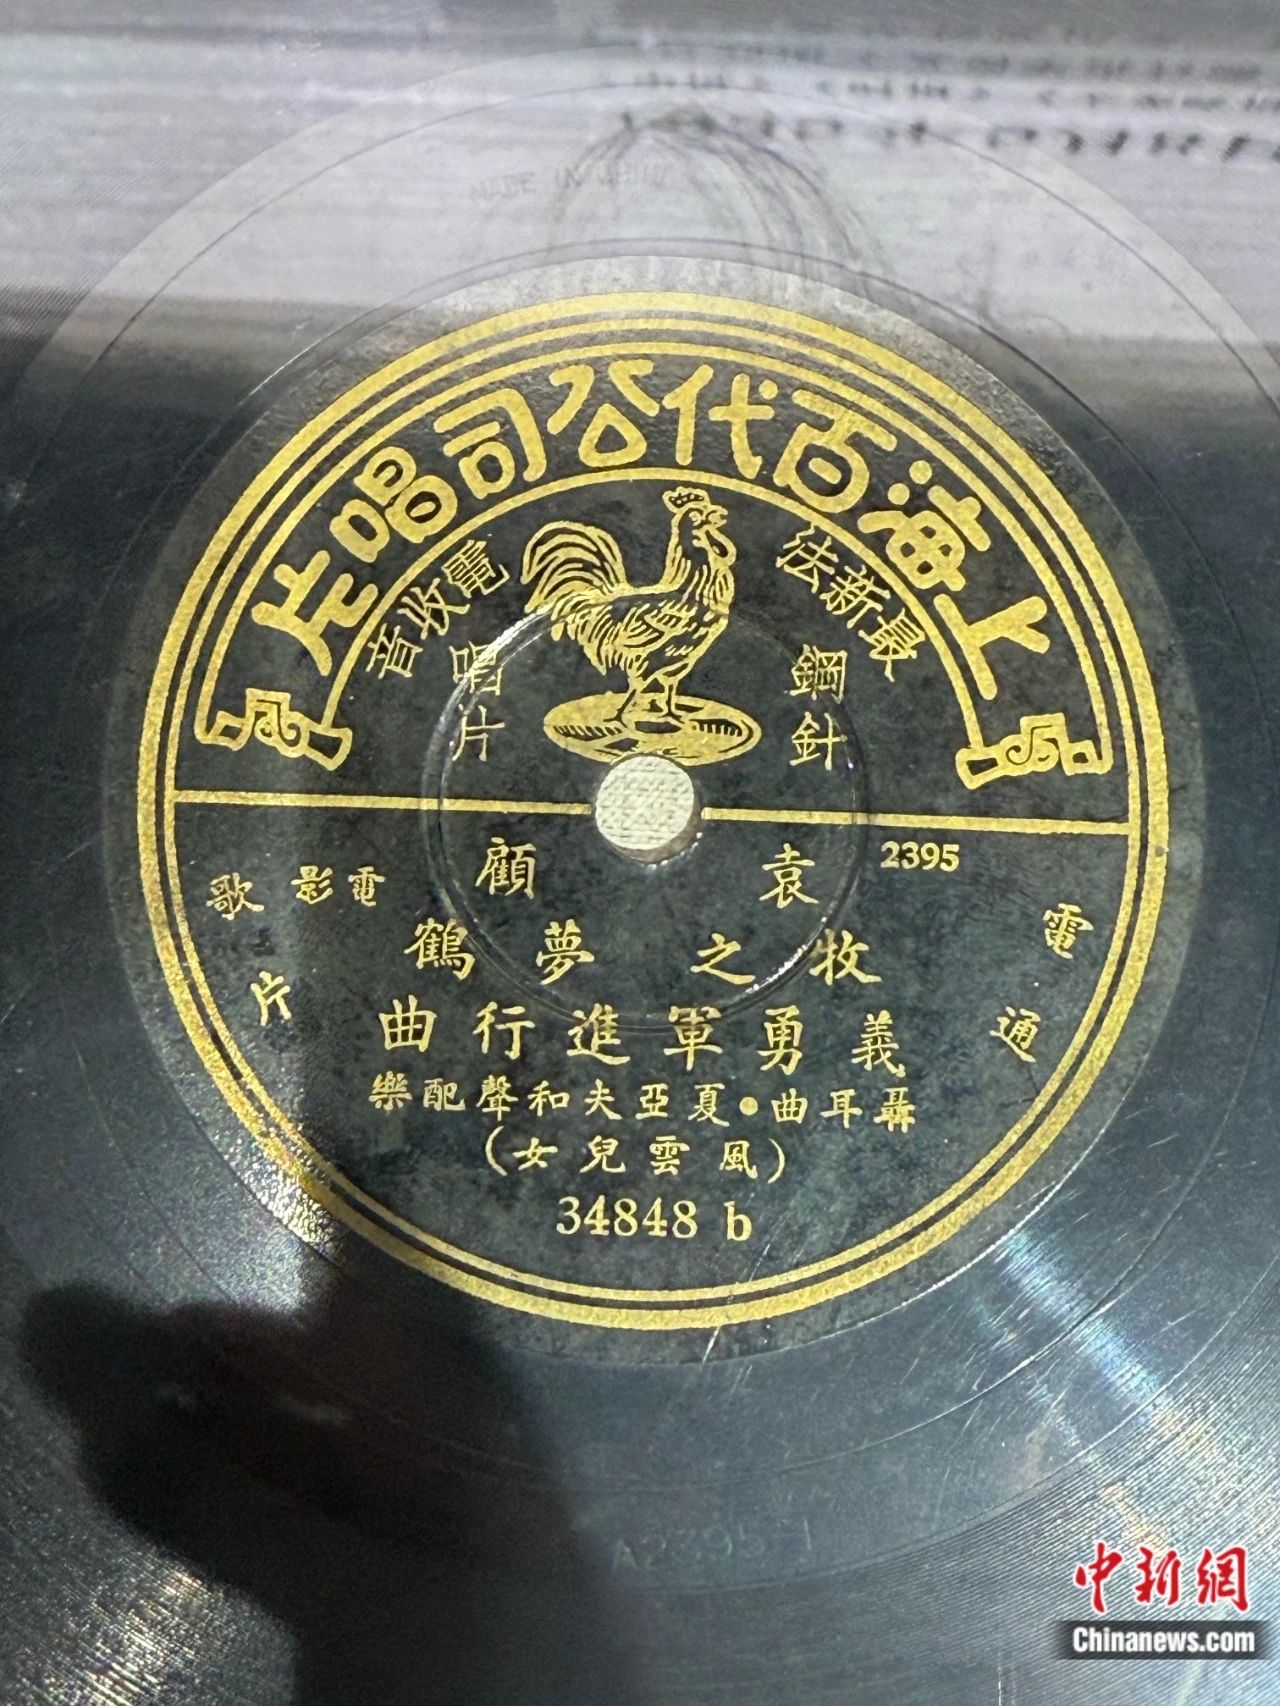 上海百代公司唱片
最新法
鋼針
電收音
唱片
2395
電通
電影歌片
袁牧之 顧夢鶴
義勇軍進行曲
聶耳曲•夏亞夫和聲配樂
(風雲兒女)
34848 b
A2395-1
中新網
Chinanews.com